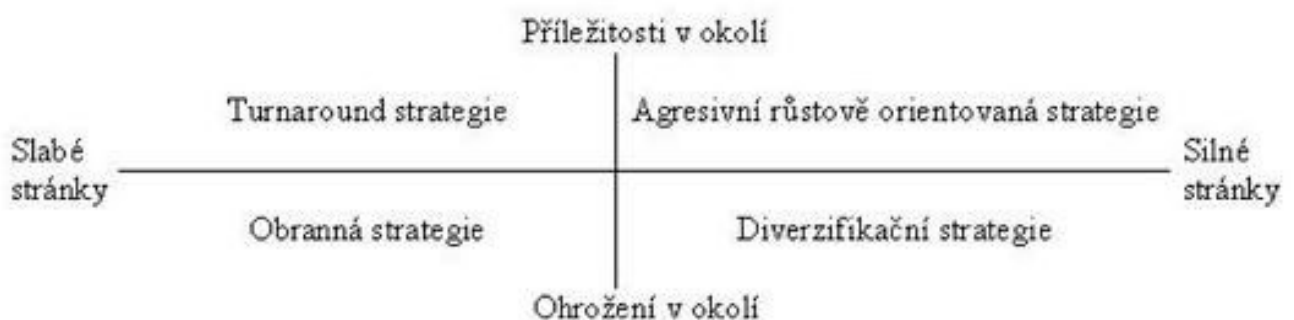 Příležitosti v okolí
Turnaround strategie
Agresivní růstově orientovaná strategie
Slabé
stránky
Silné
stránky
Obranná strategie
Diverzifikační strategie
Ohrožení v okolí